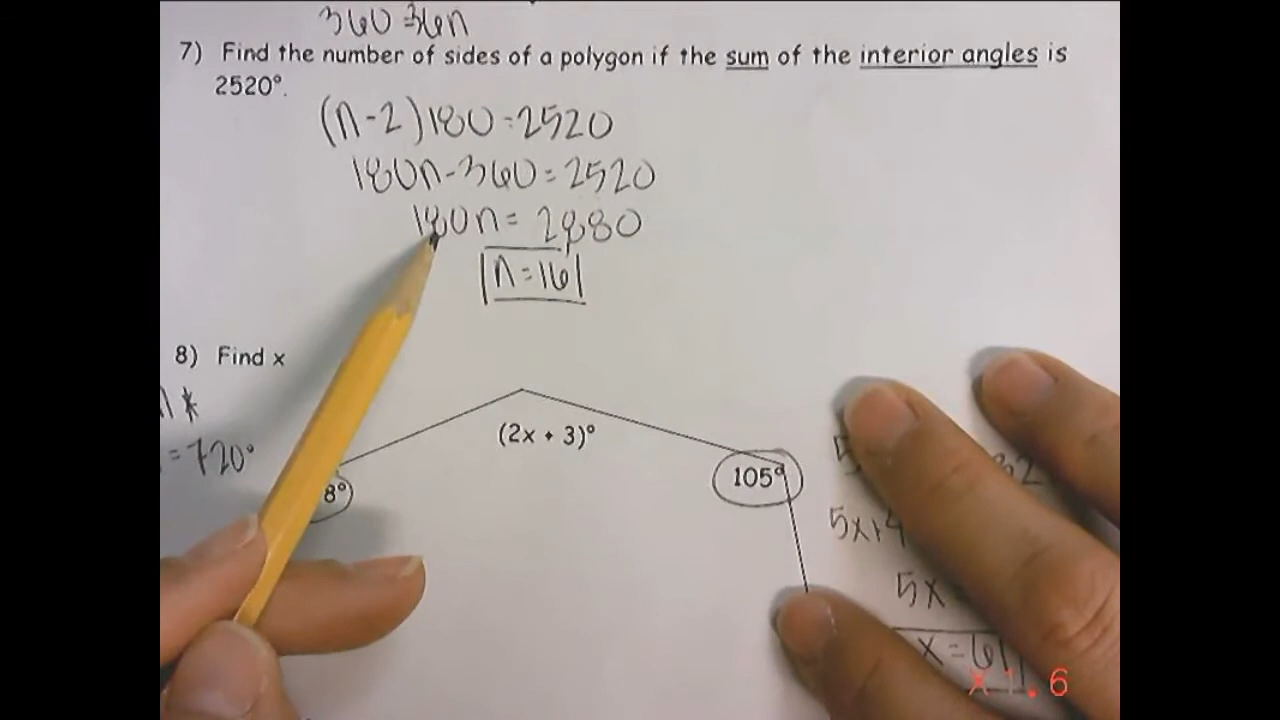 360=36n
7) Find the number of sides of a polygon if the sum of the interior angles is
2520°.
(n-2)180=2520
180n-360=2520
180n=2880
n=16
8) Find x
=720°
(2x + 3)°
8°
105°
5x+4
5x
x=61
x1.6